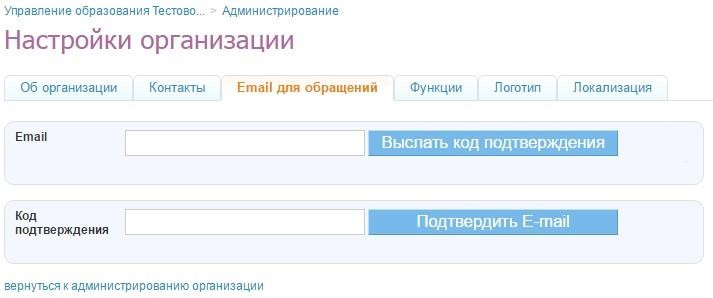 Управление образования Тестово... > Администрирование
Настройки организации
Об организации Контакты Email для обращений Функции Логотип Локализация
Email Выслать код подтверждения
Код подтверждения Подтвердить E-mail
вернуться к администрированию организации